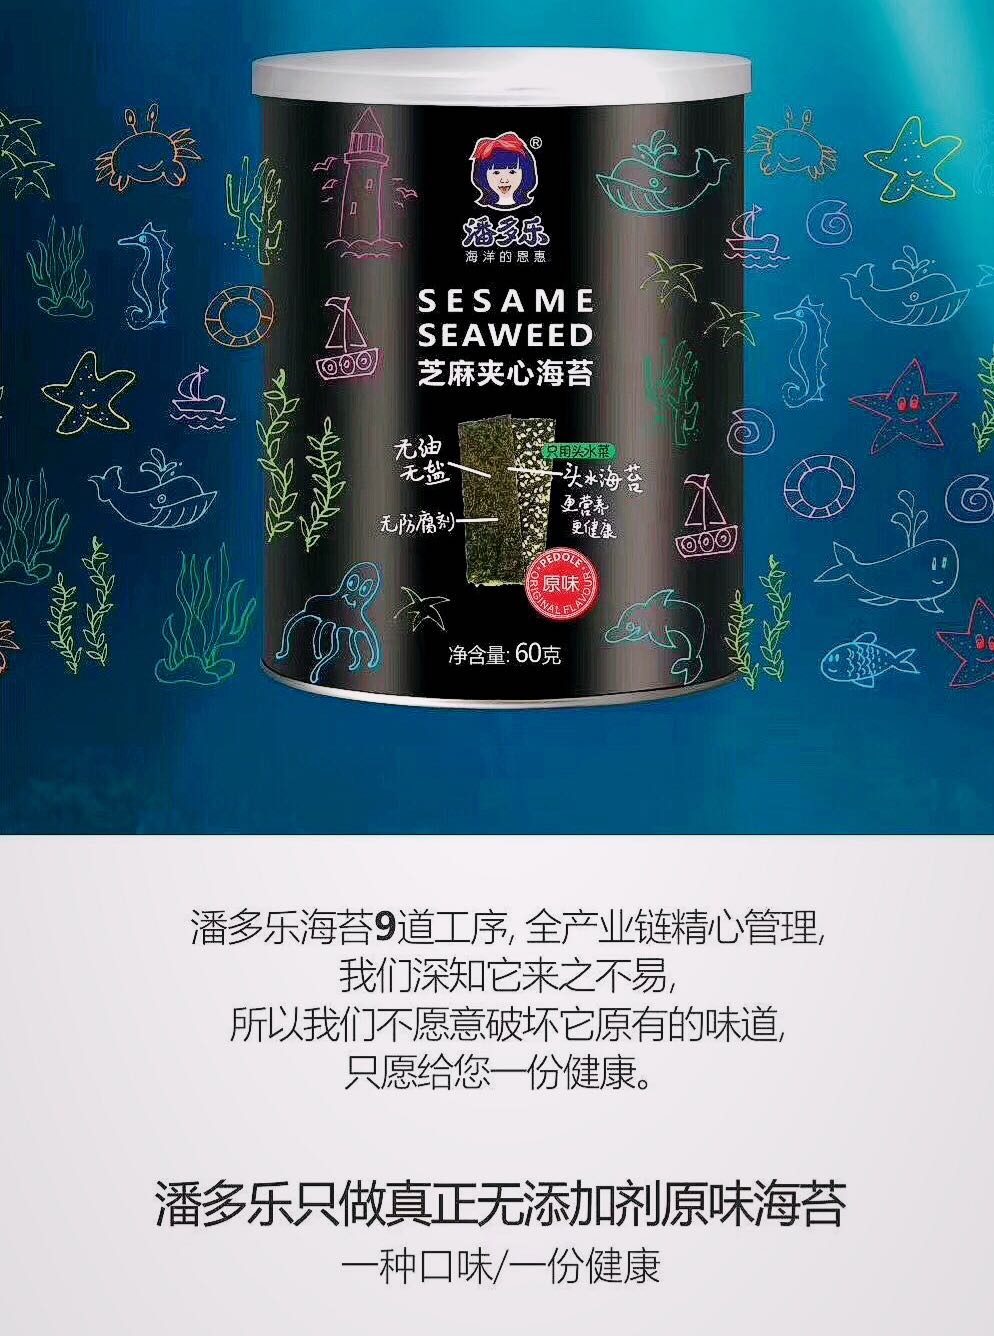 ®
潘多乐
海洋的恩惠
SESAME
SEAWEED
芝麻夹心海苔
无油
无盐
无防腐剂
只用头水菜
头水海苔
更营养
更健康
PEDOLE
原味
ORIGINAL FLAVOUR
净含量: 60克
潘多乐海苔9道工序, 全产业链精心管理,
我们深知它来之不易,
所以我们不愿意破坏它原有的味道,
只愿给您一份健康。
潘多乐只做真正无添加剂原味海苔
一种口味/一份健康